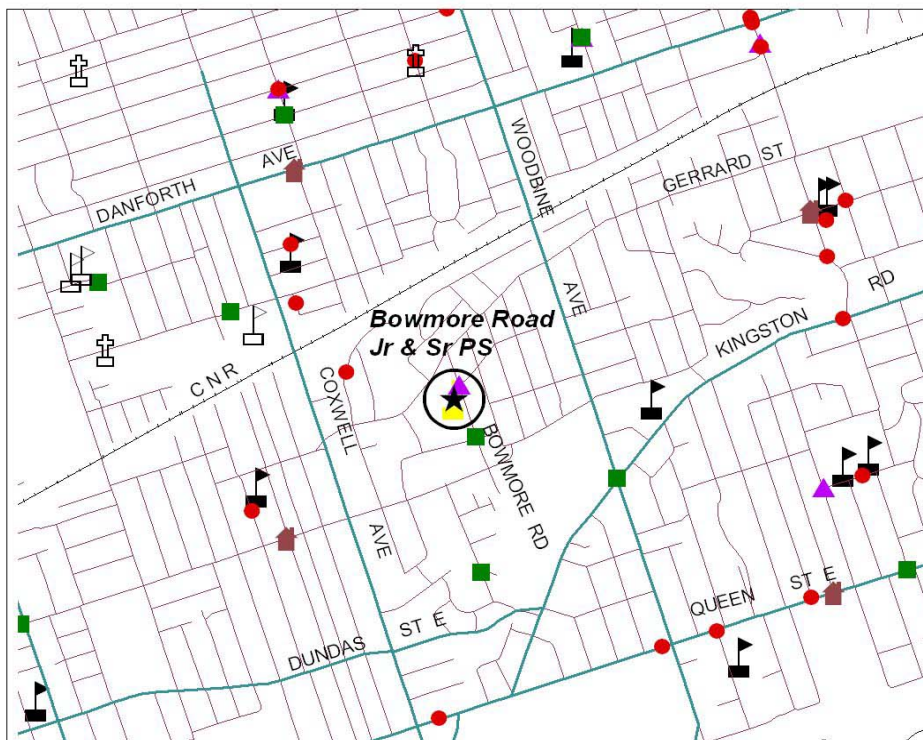 DANFORTH AVE
WOODBINE AVE
GERRARD ST
KINGSTON RD
Bowmore Road
Jr & Sr PS
C N R
COXWELL AVE
BOWMORE RD
DUNDAS ST E
QUEEN ST E